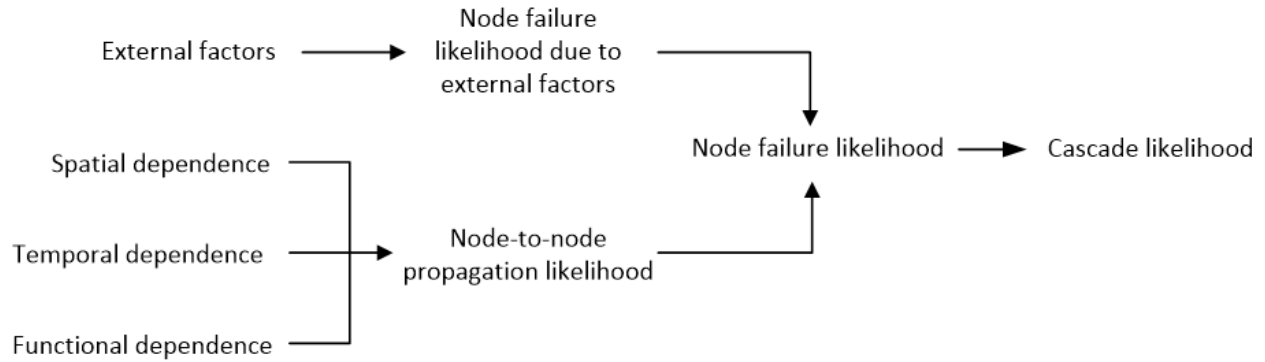 External factors
Node failure
likelihood due to
external factors
Spatial dependence
Temporal dependence
Functional dependence
Node-to-node
propagation likelihood
Node failure likelihood
Cascade likelihood